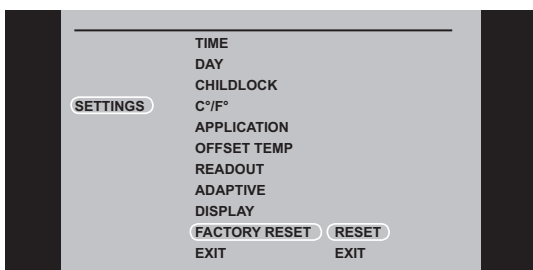 TIME
DAY
CHILDLOCK
SETTINGS C°/F°
APPLICATION
OFFSET TEMP
READOUT
ADAPTIVE
DISPLAY
FACTORY RESET RESET
EXIT EXIT